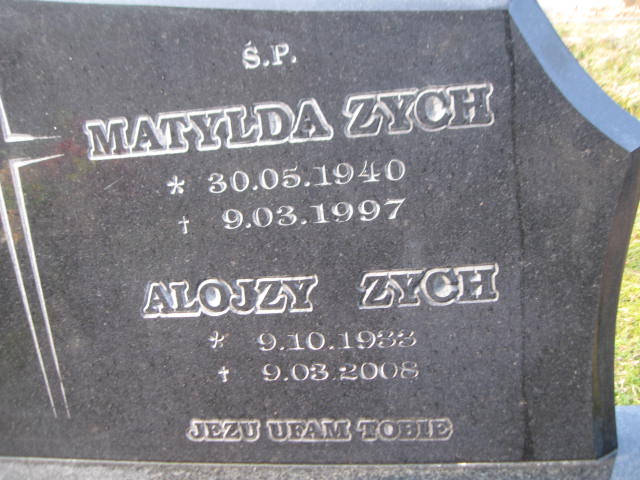 Ś.P.
MATYLDA ZYCH
* 30.05.1940
† 9.03.1997
ALOJZY ZYCH
* 9.10.1933
† 9.03.2008
JEZU UFAM TOBIE